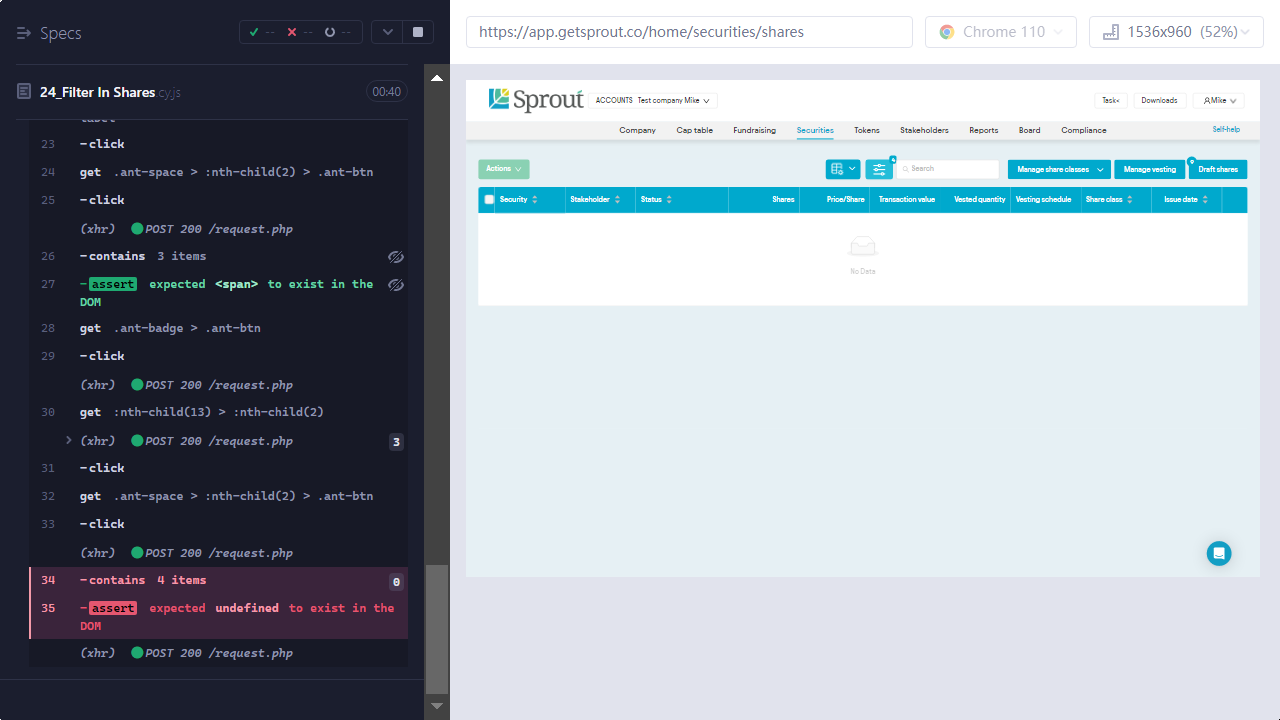 Specs
--
--
--
https://app.getsprout.co/home/securities/shares
Chrome 110
1536x960 (52%)
24_Filter In Shares.cy.js
00:40
label
23 -click
24 get .ant-space > :nth-child(2) > .ant-btn
25 -click
(xhr) POST 200 /request.php
26 -contains 3 items
27 -assert expected <span> to exist in the
DOM
28 get .ant-badge > .ant-btn
29 -click
(xhr) POST 200 /request.php
30 get :nth-child(13) > :nth-child(2)
(xhr) POST 200 /request.php 3
31 -click
32 get .ant-space > :nth-child(2) > .ant-btn
33 -click
(xhr) POST 200 /request.php
34 -contains 4 items 0
35 -assert expected undefined to exist in the
DOM
(xhr) POST 200 /request.php
Sprout ACCOUNTS Test company Mike
Task
Downloads
Mike
Company Cap table Fundraising Securities Tokens Stakeholders Reports Board Compliance Self-help
Actions
4
Search
Manage share classes
Manage vesting
Draft shares
Security Stakeholder Status Shares Price/Share Transaction value Vested quantity Vesting schedule Share class Issue date
No Data